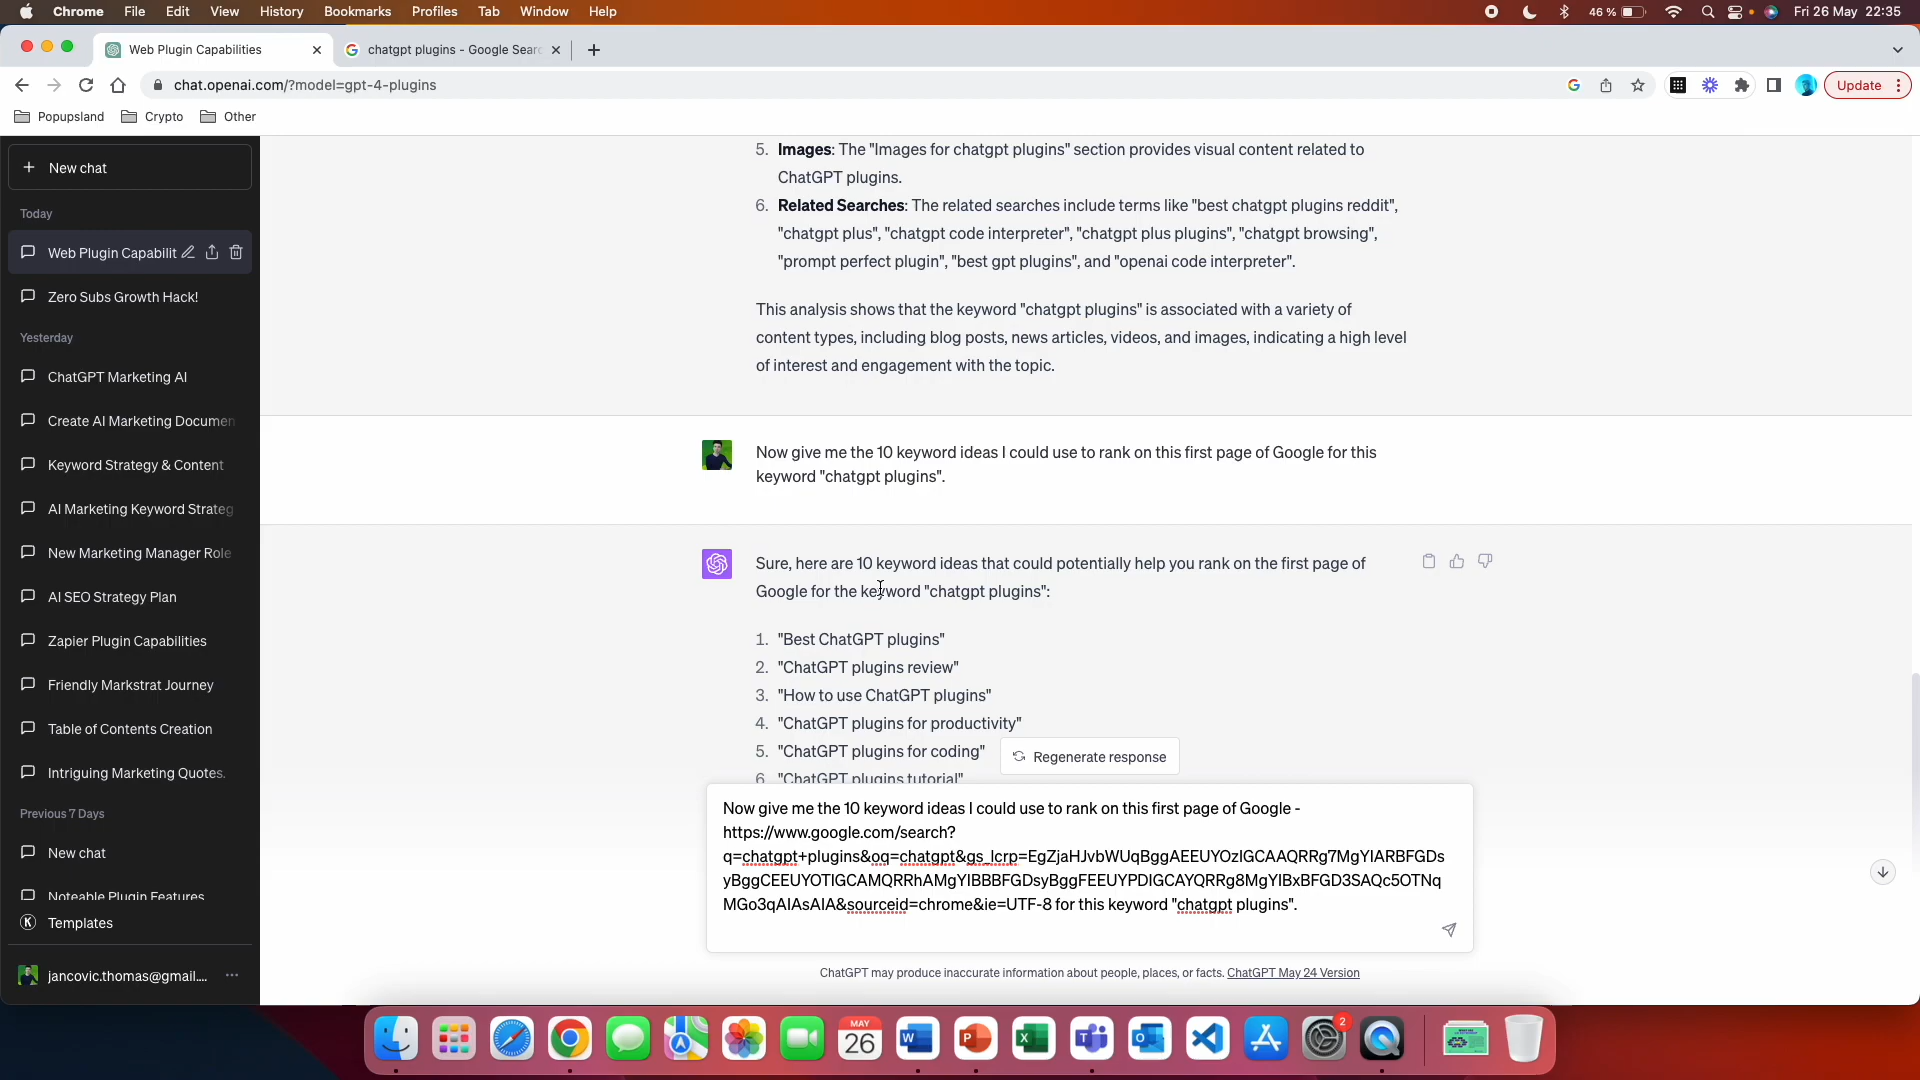 Chrome File Edit View History Bookmarks Profiles Tab Window Help 46 % Fri 26 May 22:35
Web Plugin Capabilities
chatgpt plugins - Google Sear
chat.openai.com/?model=gpt-4-plugins
Update
Popupsland Crypto Other
New chat
Today
Web Plugin Capabilit
Zero Subs Growth Hack!
Yesterday
ChatGPT Marketing AI
Create AI Marketing Documen
Keyword Strategy & Content
AI Marketing Keyword Strateg
New Marketing Manager Role
AI SEO Strategy Plan
Zapier Plugin Capabilities
Friendly Markstrat Journey
Table of Contents Creation
Intriguing Marketing Quotes.
Previous 7 Days
New chat
Noteable Plugin Features
Templates
jancovic.thomas@gmail....
5. Images: The "Images for chatgpt plugins" section provides visual content related to
ChatGPT plugins.
6. Related Searches: The related searches include terms like "best chatgpt plugins reddit",
"chatgpt plus", "chatgpt code interpreter", "chatgpt plus plugins", "chatgpt browsing",
"prompt perfect plugin", "best gpt plugins", and "openai code interpreter".
This analysis shows that the keyword "chatgpt plugins" is associated with a variety of
content types, including blog posts, news articles, videos, and images, indicating a high level
of interest and engagement with the topic.
Now give me the 10 keyword ideas I could use to rank on this first page of Google for this
keyword "chatgpt plugins".
Sure, here are 10 keyword ideas that could potentially help you rank on the first page of
Google for the keyword "chatgpt plugins":
1. "Best ChatGPT plugins"
2. "ChatGPT plugins review"
3. "How to use ChatGPT plugins"
4. "ChatGPT plugins for productivity"
5. "ChatGPT plugins for coding"
6. "ChatGPT plugins tutorial"
Regenerate response
Now give me the 10 keyword ideas I could use to rank on this first page of Google -
https://www.google.com/search?
q=chatgpt+plugins&oq=chatgpt&gs_lcrp=EgZjaHJvbWUqBggAEEUYOzIGCAAQRRg7MgYIARBFGDs
yBggCEEUYOTIGCAMQRRhAMgYIBBBFGDsyBggFEEUYPDIGCAYQRRg8MgYIBxBFGD3SAQc5OTNq
MGo3qAIAsAIA&sourceid=chrome&ie=UTF-8 for this keyword "chatgpt plugins".
ChatGPT may produce inaccurate information about people, places, or facts. ChatGPT May 24 Version
MAY
26
2